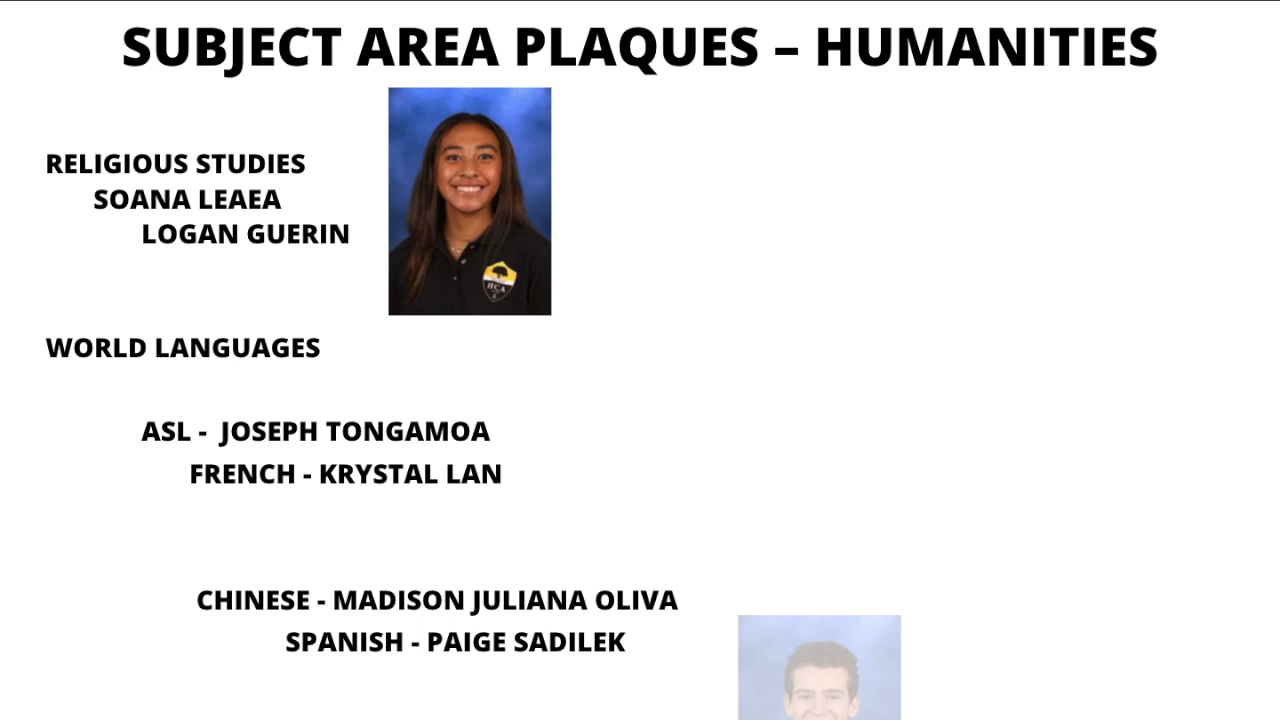 SUBJECT AREA PLAQUES – HUMANITIES
RELIGIOUS STUDIES
SOANA LEAEA
LOGAN GUERIN
HCA
WORLD LANGUAGES
ASL - JOSEPH TONGAMOA
FRENCH - KRYSTAL LAN
CHINESE - MADISON JULIANA OLIVA
SPANISH - PAIGE SADILEK